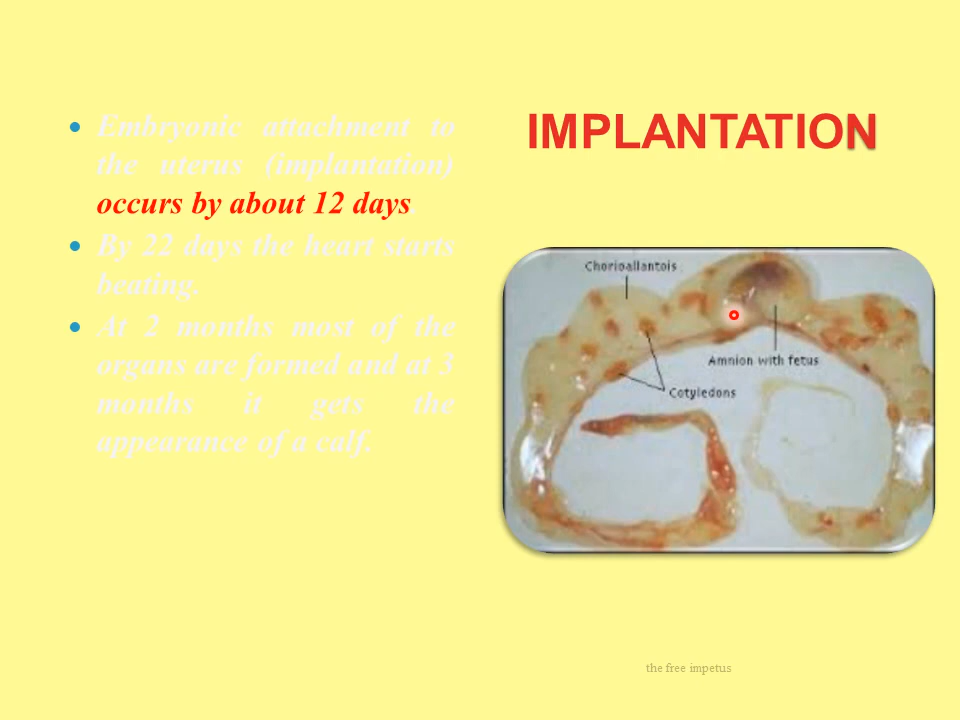 IMPLANTATION
• Embryonic attachment to
the uterus (implantation)
occurs by about 12 days.
• By 22 days the heart starts
beating.
• At 2 months most of the
organs are formed and at 3
months it gets the
appearance of a calf.
Chorioallantois
Amnion with fetus
Cotyledons
the free impetus